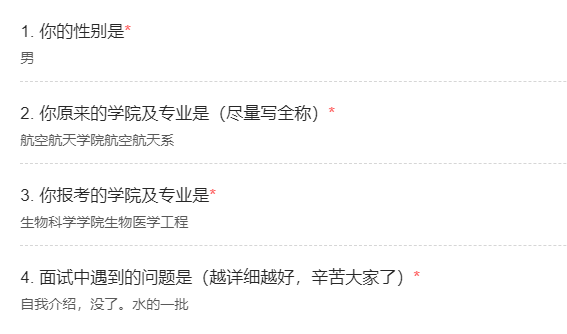 1. 你的性别是*
男
2. 你原来的学院及专业是（尽量写全称）*
航空航天学院航空航天系
3. 你报考的学院及专业是*
生物科学学院生物医学工程
4. 面试中遇到的问题是（越详细越好，辛苦大家了）*
自我介绍，没了。水的一批